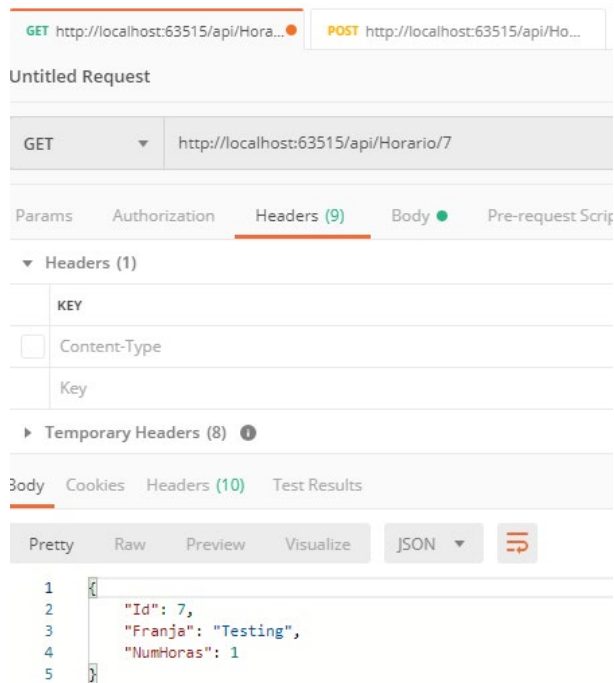 GET http://localhost:63515/api/Hora...
POST http://localhost:63515/api/Ho...
Untitled Request
GET http://localhost:63515/api/Horario/7
Params Authorization Headers (9) Body Pre-request Scrip
Headers (1)
KEY
Content-Type
Key
Temporary Headers (8)
Body Cookies Headers (10) Test Results
Pretty Raw Preview Visualize JSON
1 {
2 "Id": 7,
3 "Franja": "Testing",
4 "NumHoras": 1
5 }